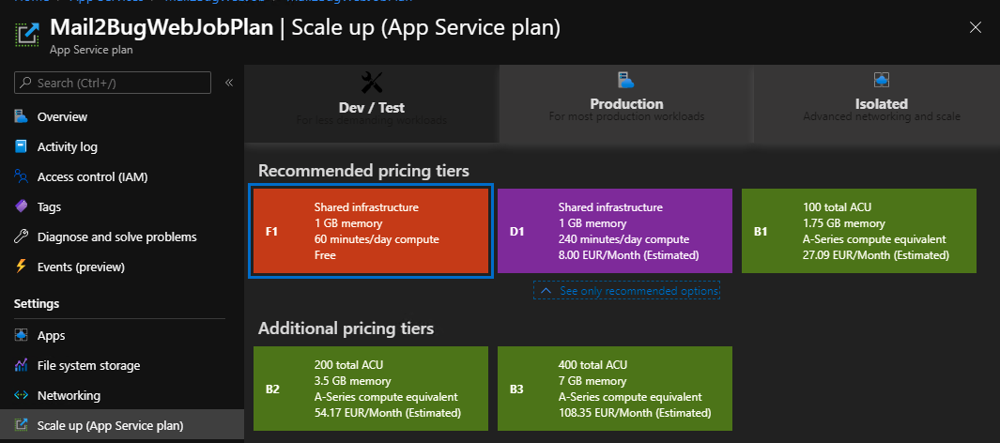 Mail2BugWebJobPlan | Scale up (App Service plan)
App Service plan
Search (Ctrl+/)
Overview
Activity log
Access control (IAM)
Tags
Diagnose and solve problems
Events (preview)
Settings
Apps
File system storage
Networking
Scale up (App Service plan)
Dev / Test
For less demanding workloads
Production
For most production workloads
Isolated
Advanced networking and scale
Recommended pricing tiers
F1
Shared infrastructure
1 GB memory
60 minutes/day compute
Free
D1
Shared infrastructure
1 GB memory
240 minutes/day compute
8.00 EUR/Month (Estimated)
B1
100 total ACU
1.75 GB memory
A-Series compute equivalent
27.09 EUR/Month (Estimated)
See only recommended options
Additional pricing tiers
B2
200 total ACU
3.5 GB memory
A-Series compute equivalent
54.17 EUR/Month (Estimated)
B3
400 total ACU
7 GB memory
A-Series compute equivalent
108.35 EUR/Month (Estimated)